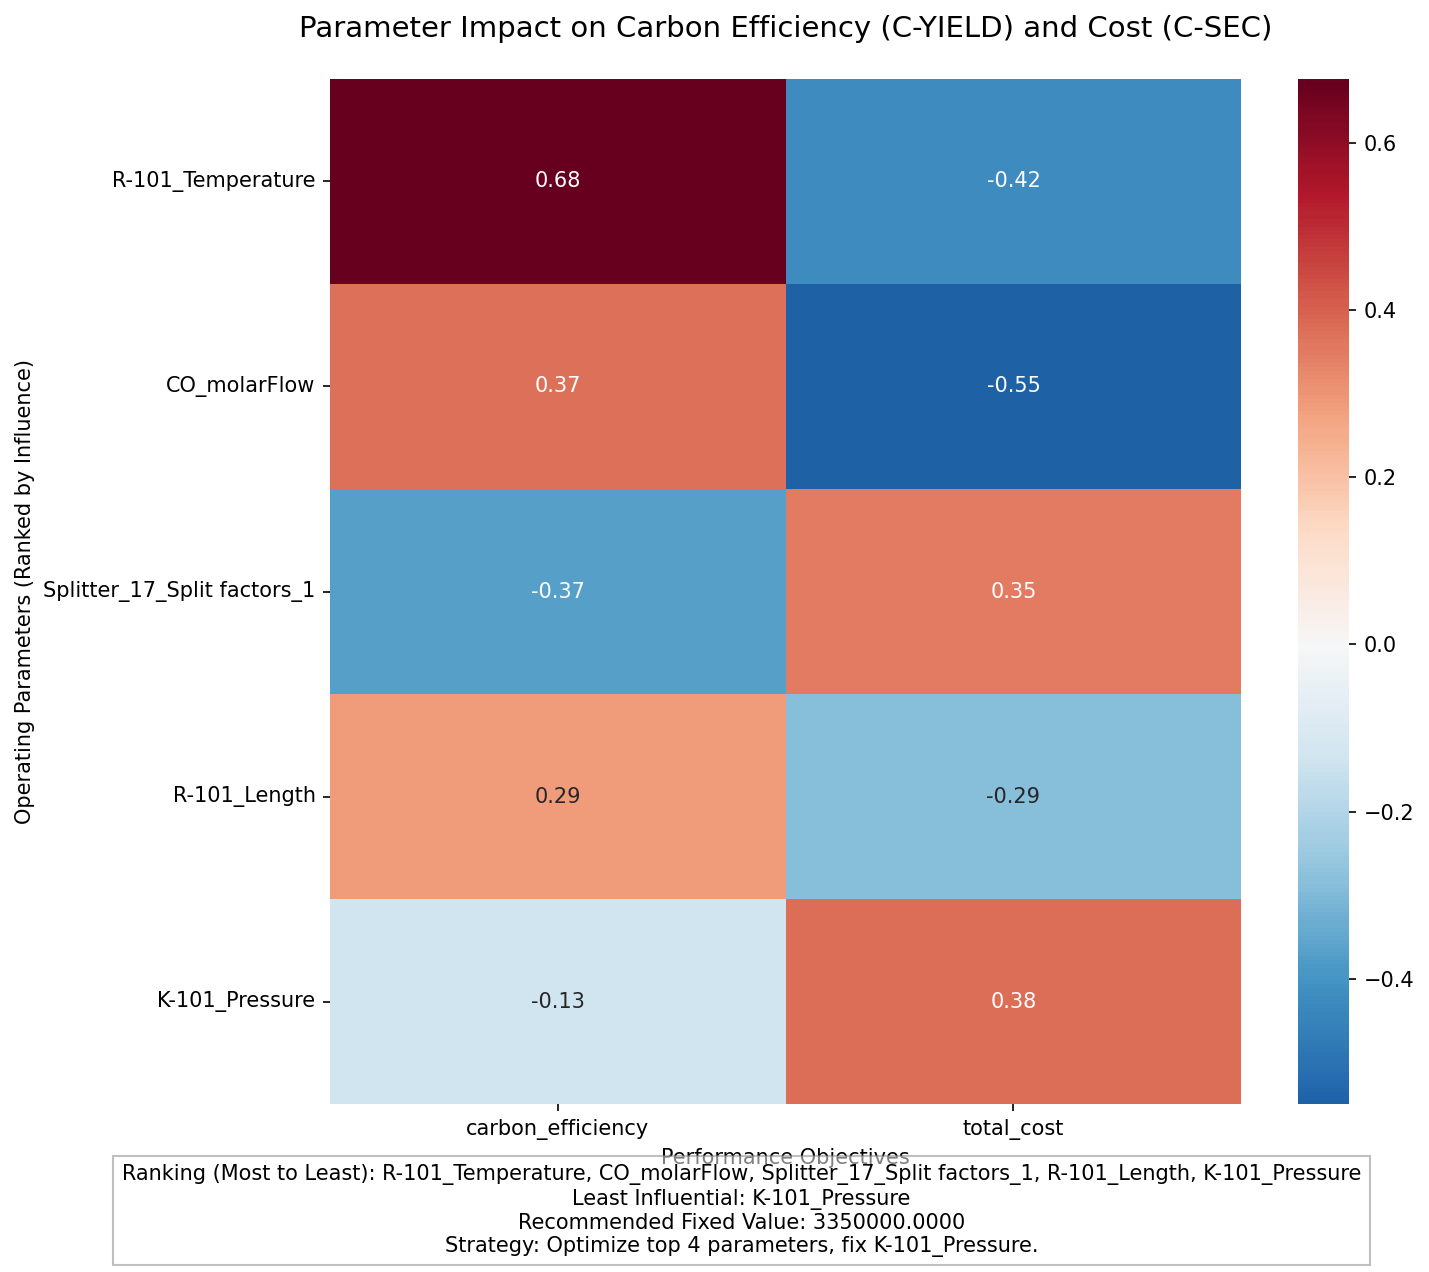 Parameter Impact on Carbon Efficiency (C-YIELD) and Cost (C-SEC)
Operating Parameters (Ranked by Influence)
R-101_Temperature
0.68
-0.42
CO_molarFlow
0.37
-0.55
Splitter_17_Split factors_1
-0.37
0.35
R-101_Length
0.29
-0.29
K-101_Pressure
-0.13
0.38
0.6
0.4
0.2
0.0
−0.2
−0.4
carbon_efficiency
total_cost
Performance Objectives
Ranking (Most to Least): R-101_Temperature, CO_molarFlow, Splitter_17_Split factors_1, R-101_Length, K-101_Pressure
Least Influential: K-101_Pressure
Recommended Fixed Value: 3350000.0000
Strategy: Optimize top 4 parameters, fix K-101_Pressure.